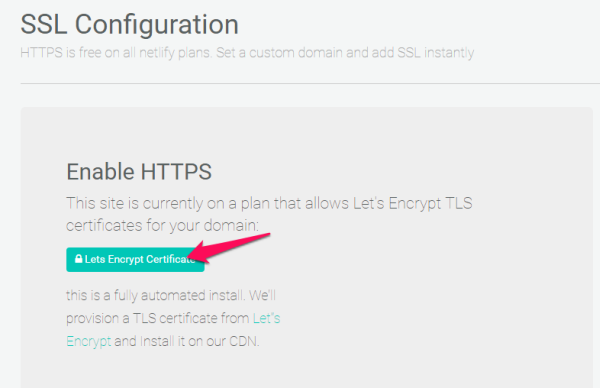 SSL Configuration
HTTPS is free on all netlify plans. Set a custom domain and add SSL instantly
Enable HTTPS
This site is currently on a plan that allows Let's Encrypt TLS
certificates for your domain:
Lets Encrypt Certificate
this is a fully automated install. We'll
provision a TLS certificate from Let's
Encrypt and Install it on our CDN.